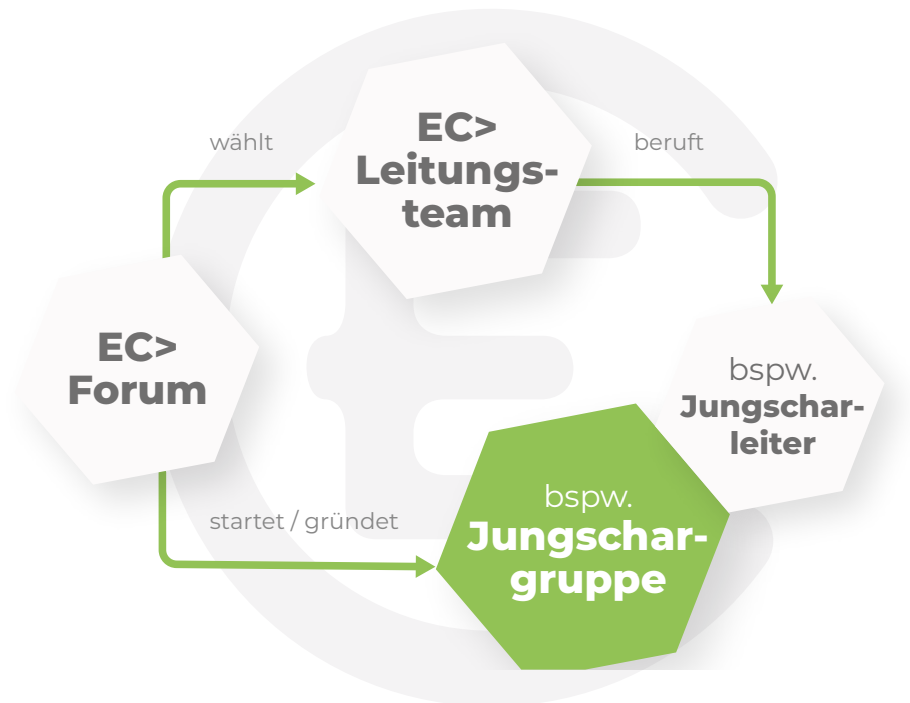 wählt
EC>
Leitungs-
team
beruft
EC>
Forum
bspw.
Jungschar-
leiter
startet / gründet
bspw.
Jungschar-
gruppe